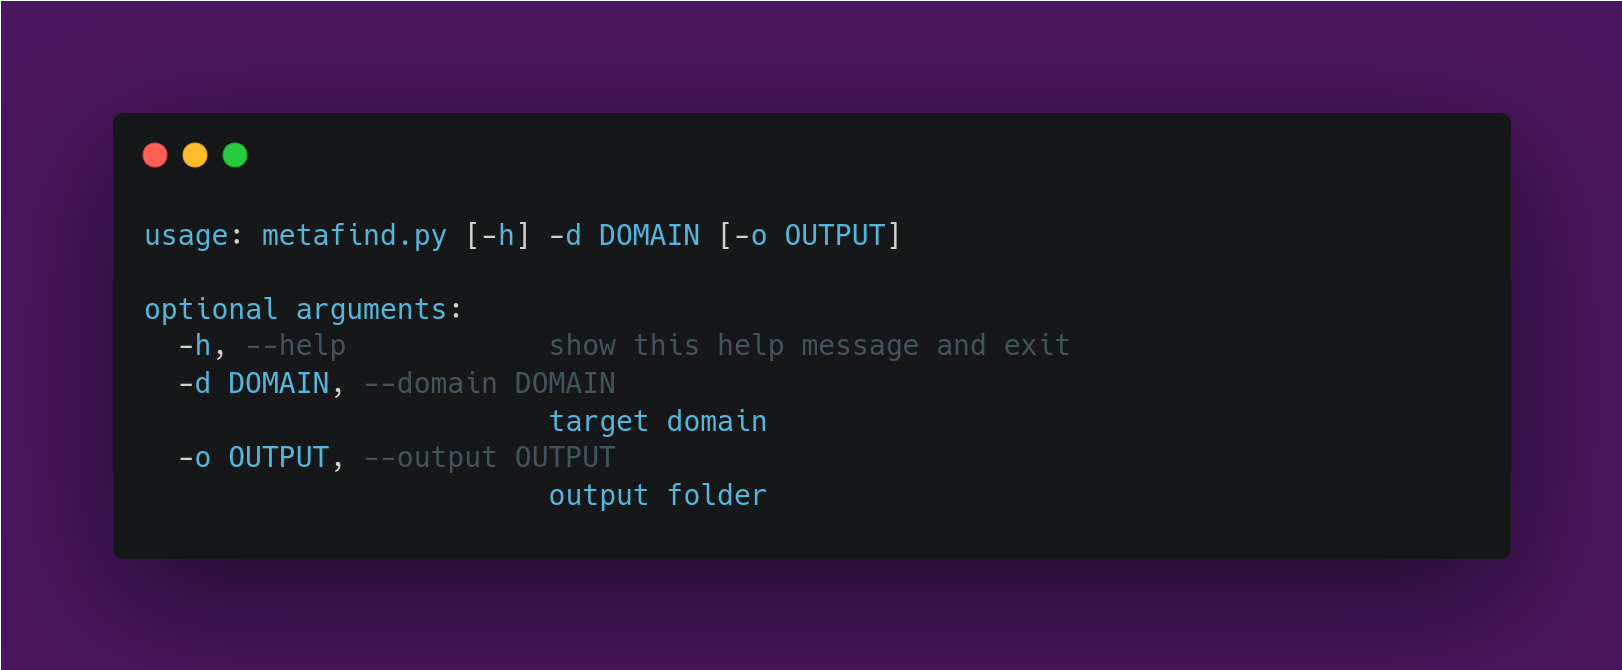 usage: metafind.py [-h] -d DOMAIN [-o OUTPUT]
optional arguments:
-h, --help show this help message and exit
-d DOMAIN, --domain DOMAIN
target domain
-o OUTPUT, --output OUTPUT
output folder